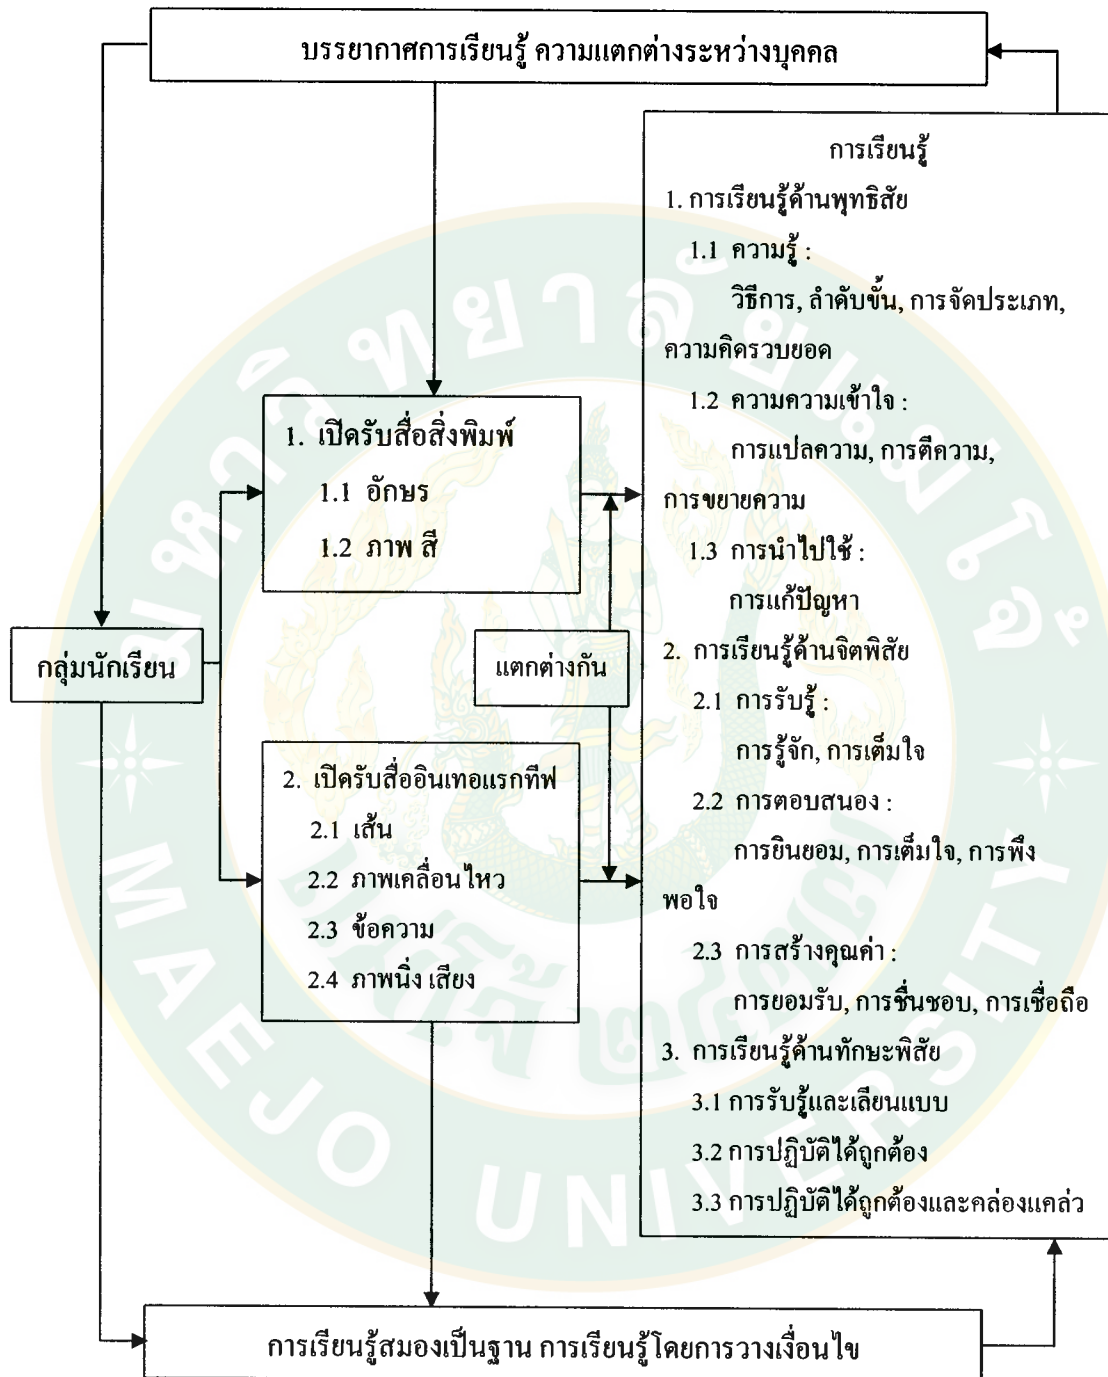 บรรยากาศการเรียนรู้ ความแตกต่างระหว่างบุคคล
กลุ่มนักเรียน
1. เปิดรับสื่อสิ่งพิมพ์
1.1 อักษร
1.2 ภาพ สี
แตกต่างกัน
2. เปิดรับสื่ออินเทอแรกทีฟ
2.1 เส้น
2.2 ภาพเคลื่อนไหว
2.3 ข้อความ
2.4 ภาพนิ่ง เสียง
การเรียนรู้
1. การเรียนรู้ด้านพุทธิสัย
1.1 ความรู้ :
วิธีการ, ลำดับขั้น, การจัดประเภท,
ความคิดรวบยอด
1.2 ความความเข้าใจ :
การแปลความ, การตีความ,
การขยายความ
1.3 การนำไปใช้ :
การแก้ปัญหา
2. การเรียนรู้ด้านจิตพิสัย
2.1 การรับรู้ :
การรู้จัก, การเต็มใจ
2.2 การตอบสนอง :
การยินยอม, การเต็มใจ, การพึง
พอใจ
2.3 การสร้างคุณค่า :
การยอมรับ, การชื่นชอบ, การเชื่อถือ
3. การเรียนรู้ด้านทักษะพิสัย
3.1 การรับรู้และเลียนแบบ
3.2 การปฏิบัติได้ถูกต้อง
3.3 การปฏิบัติได้ถูกต้องและคล่องแคล่ว
การเรียนรู้สมองเป็นฐาน การเรียนรู้โดยการวางเงื่อนไข
มหาวิทยาลัยแม่โจ้
MAEJO UNIVERSITY